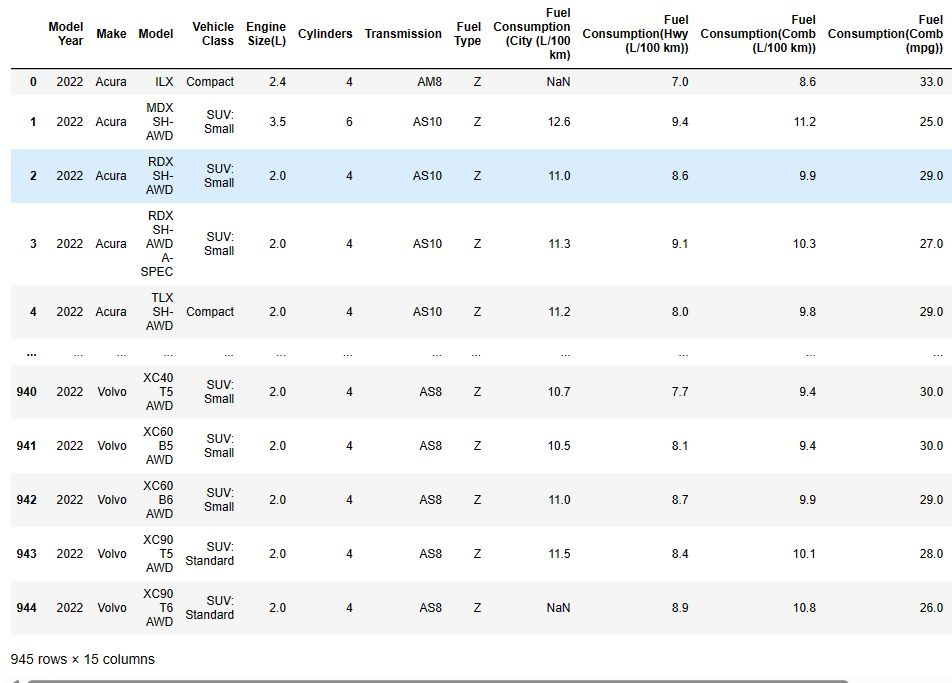 Model Year Make Model Vehicle Class Engine Size(L) Cylinders Transmission Fuel Type Fuel Consumption (City (L/100 km) Fuel Consumption(Hwy (L/100 km)) Fuel Consumption(Comb (L/100 km)) Fuel Consumption(Comb (mpg))
0 2022 Acura ILX Compact 2.4 4 AM8 Z NaN 7.0 8.6 33.0
1 2022 Acura MDX SH-AWD SUV: Small 3.5 6 AS10 Z 12.6 9.4 11.2 25.0
2 2022 Acura RDX SH-AWD SUV: Small 2.0 4 AS10 Z 11.0 8.6 9.9 29.0
3 2022 Acura RDX SH-AWD A-SPEC SUV: Small 2.0 4 AS10 Z 11.3 9.1 10.3 27.0
4 2022 Acura TLX SH-AWD Compact 2.0 4 AS10 Z 11.2 8.0 9.8 29.0
... ... ... ... ... ... ... ... ... ... ... ... ...
940 2022 Volvo XC40 T5 AWD SUV: Small 2.0 4 AS8 Z 10.7 7.7 9.4 30.0
941 2022 Volvo XC60 B5 AWD SUV: Small 2.0 4 AS8 Z 10.5 8.1 9.4 30.0
942 2022 Volvo XC60 B6 AWD SUV: Small 2.0 4 AS8 Z 11.0 8.7 9.9 29.0
943 2022 Volvo XC90 T5 AWD SUV: Standard 2.0 4 AS8 Z 11.5 8.4 10.1 28.0
944 2022 Volvo XC90 T6 AWD SUV: Standard 2.0 4 AS8 Z NaN 8.9 10.8 26.0
945 rows × 15 columns